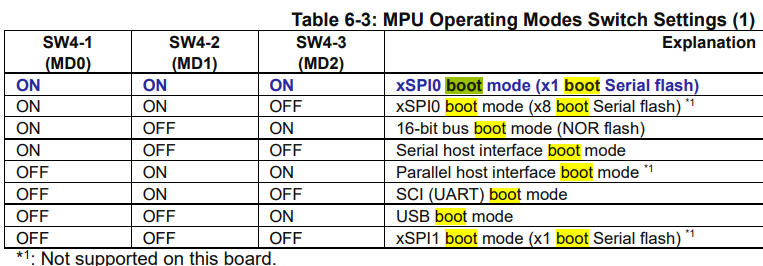 Table 6-3: MPU Operating Modes Switch Settings (1)
SW4-1 (MD0) SW4-2 (MD1) SW4-3 (MD2) Explanation
ON ON ON xSPI0 boot mode (x1 boot Serial flash)
ON ON OFF xSPI0 boot mode (x8 boot Serial flash) *1
ON OFF ON 16-bit bus boot mode (NOR flash)
ON OFF OFF Serial host interface boot mode
OFF ON ON Parallel host interface boot mode *1
OFF ON OFF SCI (UART) boot mode
OFF OFF ON USB boot mode
OFF OFF OFF xSPI1 boot mode (x1 boot Serial flash) *1
*1: Not supported on this board.